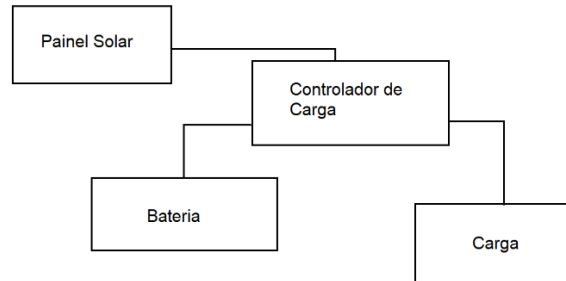 Painel Solar
Controlador de
Carga
Bateria
Carga